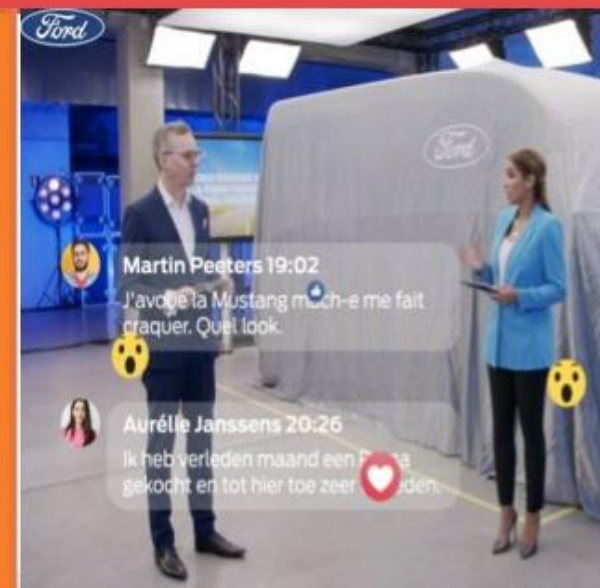 Ford
Ford
Martin Peeters 19:02
J'avoue la Mustang mach-e me fait
craquer. Quel look.
Aurélie Janssens 20:26
Ik heb verleden maand een
gekocht en tot hier toe zeer